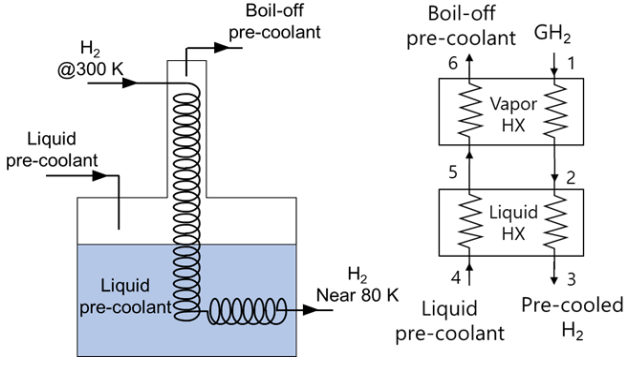 Boil-off
pre-coolant
H₂
@300 K
Liquid
pre-coolant
Liquid
pre-coolant
H₂
Near 80 K
Boil-off
pre-coolant
GH₂
6
1
Vapor
HX
5
2
Liquid
HX
4
3
Liquid
pre-coolant
Pre-cooled
H₂